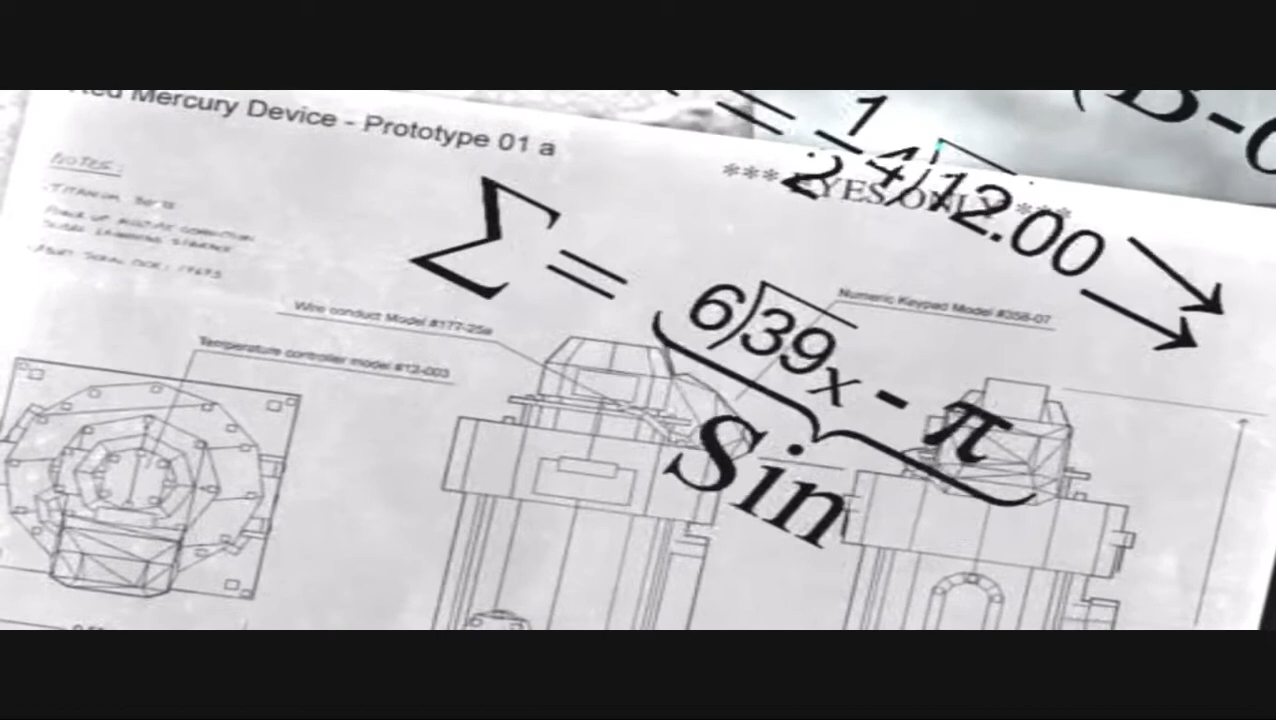 Red Mercury Device - Prototype 01 a
*** EYES ONLY ***
= 1/2 4)12.00
(B-
NOTES:
Σ = 6)39x - π
Sin
Numeric Keypad Model #358-07
Wire conduct Model #177-25a
Temperature controller model #12-003